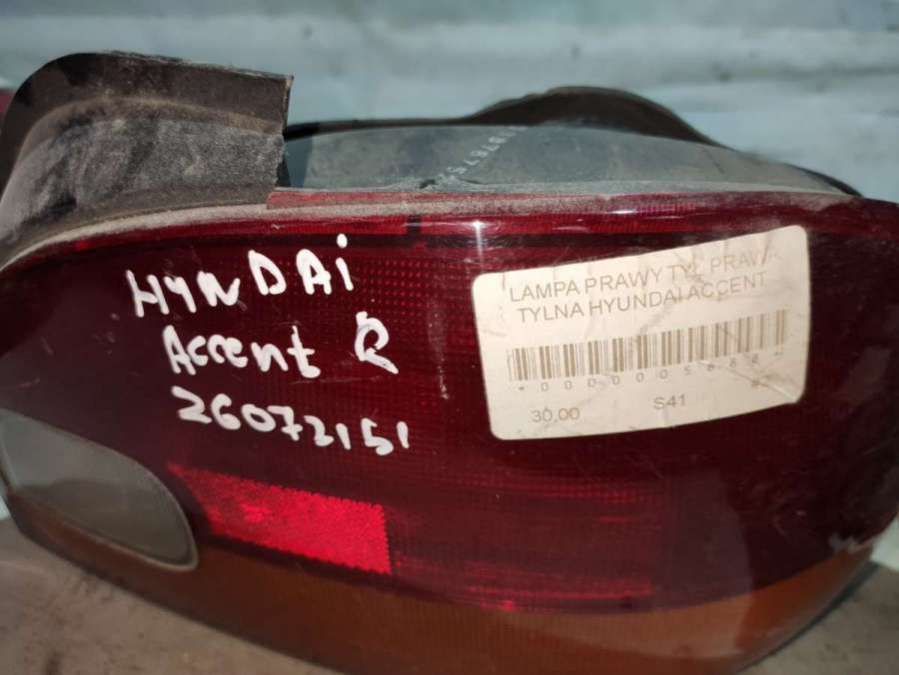 HYNDAi
Accent R
26072151
LAMPA PRAWY TYŁ PRAWA
TYLNA HYUNDAI ACCENT
30,00
S41